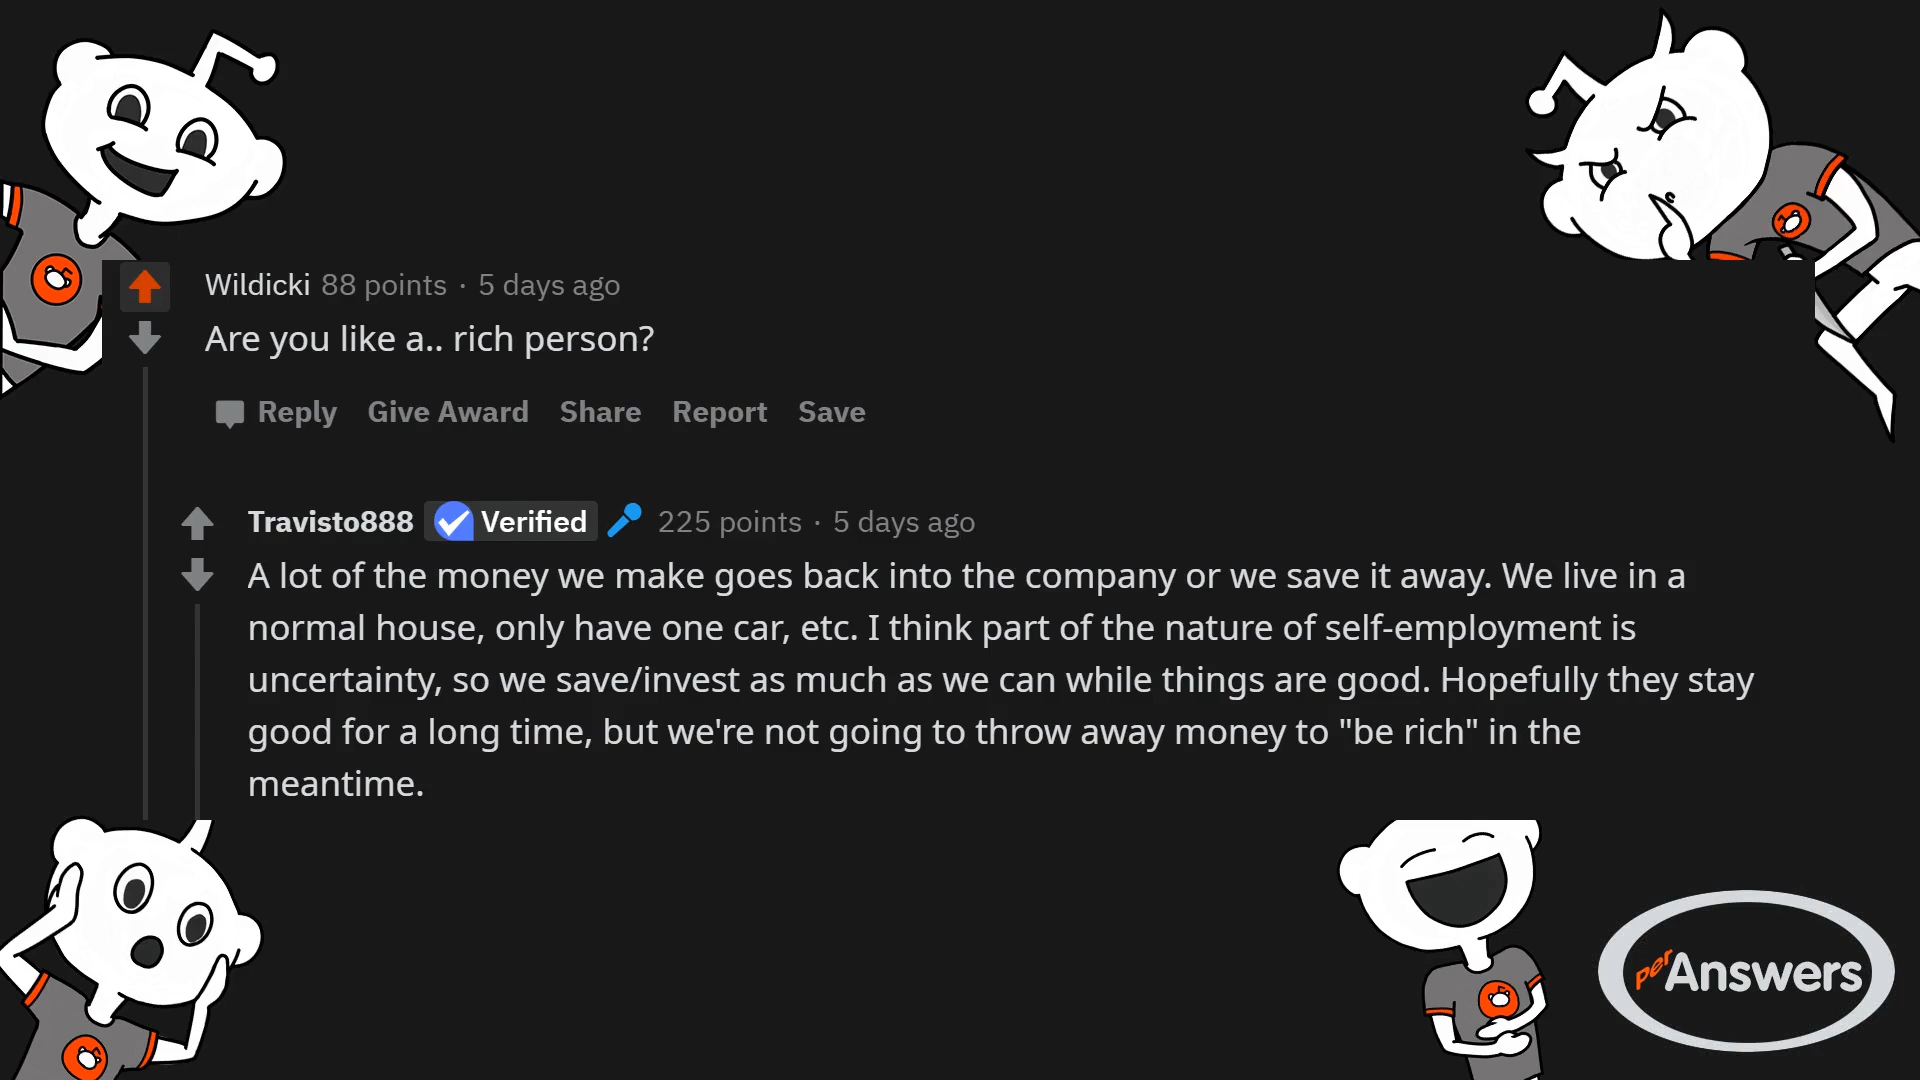 Wildicki 88 points · 5 days ago
Are you like a.. rich person?
Reply Give Award Share Report Save
Travisto888 Verified 225 points · 5 days ago
A lot of the money we make goes back into the company or we save it away. We live in a
normal house, only have one car, etc. I think part of the nature of self-employment is
uncertainty, so we save/invest as much as we can while things are good. Hopefully they stay
good for a long time, but we're not going to throw away money to "be rich" in the
meantime.
perAnswers